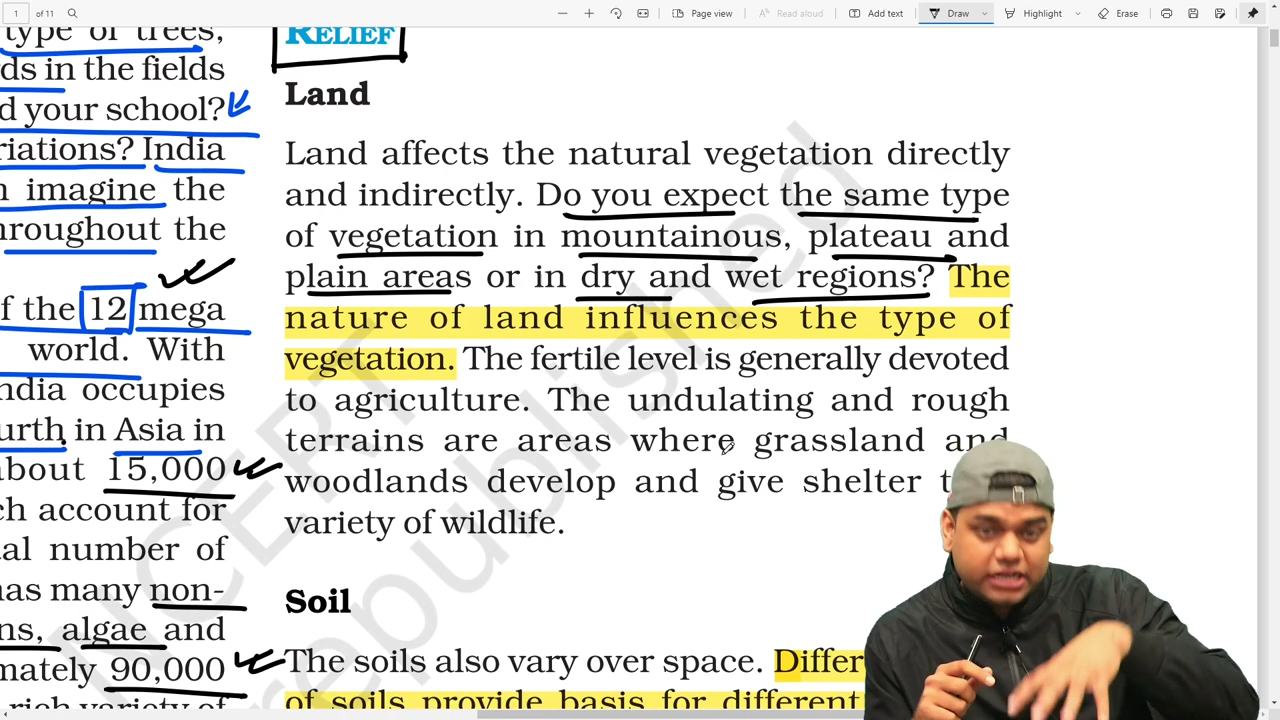 1 of 11 Page view Read aloud Add text Draw Highlight Erase
type of trees,
ds in the fields
d your school?
riations? India
imagine the
hroughout the
f the 12 mega
world. With
ndia occupies
urth in Asia in
about 15,000
ch account for
al number of
has many non-
ns, algae and
mately 90,000
rich variety of
RELIEF
Land
Land affects the natural vegetation directly
and indirectly. Do you expect the same type
of vegetation in mountainous, plateau and
plain areas or in dry and wet regions? The
nature of land influences the type of
vegetation. The fertile level is generally devoted
to agriculture. The undulating and rough
terrains are areas where grassland and
woodlands develop and give shelter t
variety of wildlife.
Soil
The soils also vary over space. Differ
of soils provide basis for different
NCERT
republished